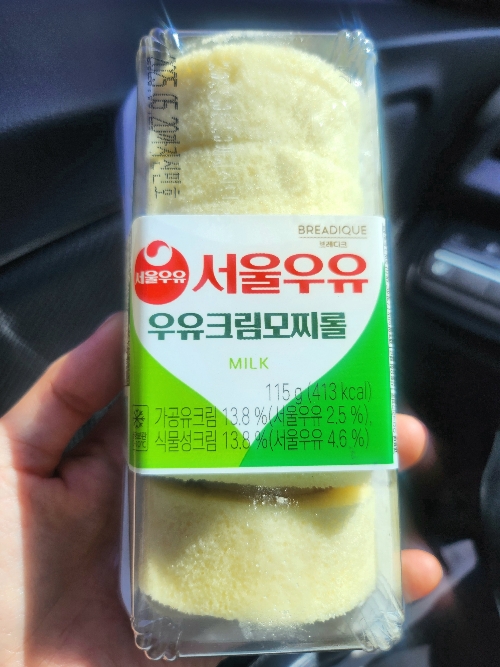 BREADIQUE
브레디크
서울우유
서울우유
우유크림모찌롤
MILK
115 g (413 kcal)
가공유크림 13.8 %(서울우유 2.5 %),
식물성크림 13.8 %(서울우유 4.6 %)